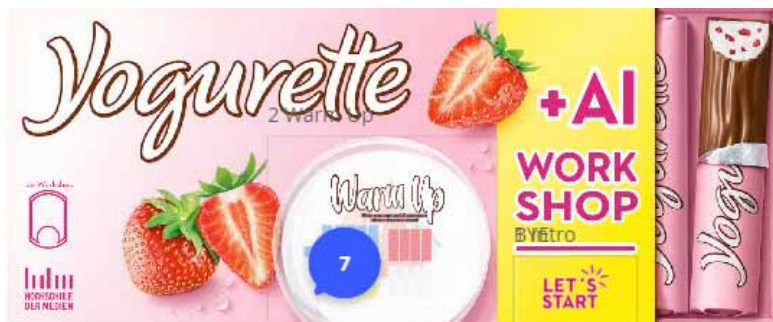 Yogurette
2 Warm Up
+AI
WORK
SHOP
Warm Up
7
LET'S
START
HOCHSCHULE
DER MEDIEN
Yogu